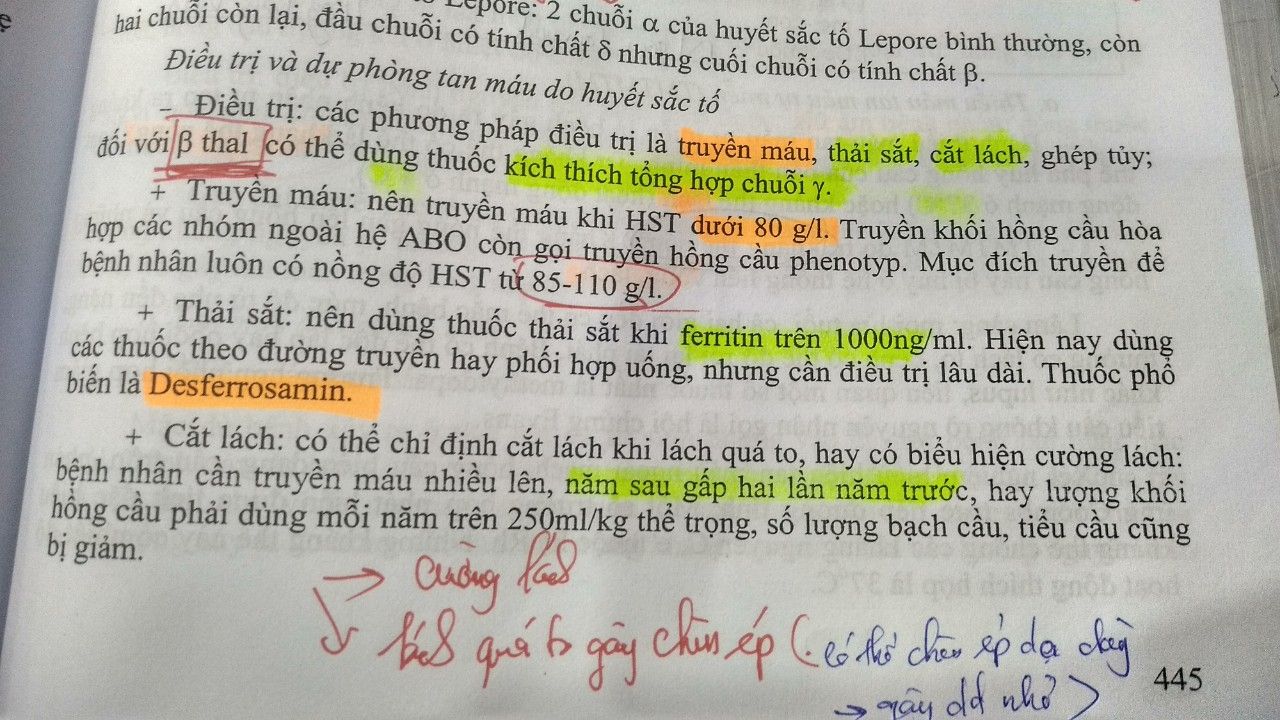 Lepore: 2 chuỗi α của huyết sắc tố Lepore bình thường, còn
hai chuỗi còn lại, đầu chuỗi có tính chất δ nhưng cuối chuỗi có tính chất β.
Điều trị và dự phòng tan máu do huyết sắc tố
– Điều trị: các phương pháp điều trị là truyền máu, thải sắt, cắt lách, ghép tủy;
đối với β thal có thể dùng thuốc kích thích tổng hợp chuỗi γ.
+ Truyền máu: nên truyền máu khi HST dưới 80 g/l. Truyền khối hồng cầu hòa
hợp các nhóm ngoài hệ ABO còn gọi truyền hồng cầu phenotyp. Mục đích truyền để
bệnh nhân luôn có nồng độ HST từ 85-110 g/l.
+ Thải sắt: nên dùng thuốc thải sắt khi ferritin trên 1000ng/ml. Hiện nay dùng
các thuốc theo đường truyền hay phối hợp uống, nhưng cần điều trị lâu dài. Thuốc phổ
biến là Desferrosamin.
+ Cắt lách: có thể chỉ định cắt lách khi lách quá to, hay có biểu hiện cường lách:
bệnh nhân cần truyền máu nhiều lên, năm sau gấp hai lần năm trước, hay lượng khối
hồng cầu phải dùng mỗi năm trên 250ml/kg thể trọng, số lượng bạch cầu, tiểu cầu cũng
bị giảm.
→ cường lách
lách quá to gây chèn ép (có thể chèn ép dạ dày
→ gây dd nhỏ)
445